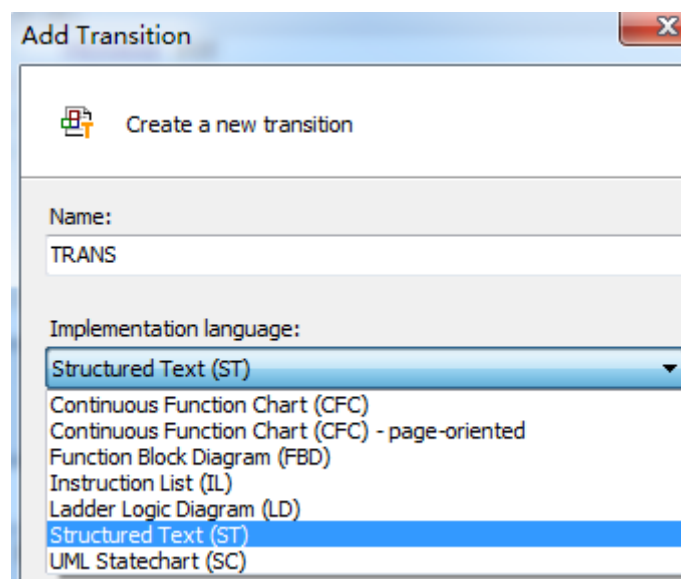 Add Transition
Create a new transition
Name:
TRANS
Implementation language:
Structured Text (ST)
Continuous Function Chart (CFC)
Continuous Function Chart (CFC) - page-oriented
Function Block Diagram (FBD)
Instruction List (IL)
Ladder Logic Diagram (LD)
Structured Text (ST)
UML Statechart (SC)